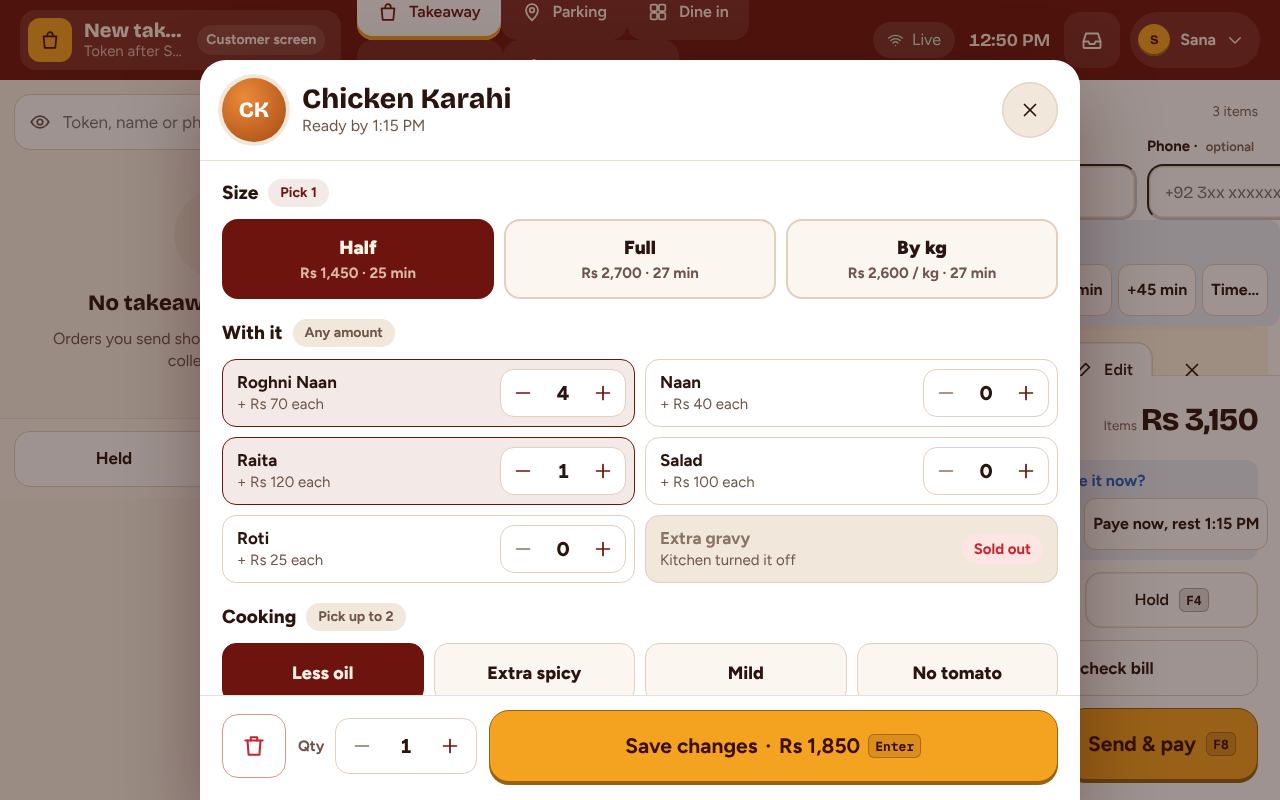 New tak...
Token after S...
Customer screen
Takeaway
Parking
Dine in
Live
12:50 PM
S
Sana
Token, name or ph
3 items
Phone · optional
+92 3xx xxxxxx
No takeaw
Orders you send sho
colle
Held
min
+45 min
Time...
Edit
Items Rs 3,150
e it now?
Paye now, rest 1:15 PM
Hold F4
check bill
Send & pay F8
CK
Chicken Karahi
Ready by 1:15 PM
Size Pick 1
Half
Rs 1,450 · 25 min
Full
Rs 2,700 · 27 min
By kg
Rs 2,600 / kg · 27 min
With it Any amount
Roghni Naan
+ Rs 70 each
4
Naan
+ Rs 40 each
0
Raita
+ Rs 120 each
1
Salad
+ Rs 100 each
0
Roti
+ Rs 25 each
0
Extra gravy
Kitchen turned it off
Sold out
Cooking Pick up to 2
Less oil
Extra spicy
Mild
No tomato
Qty
1
Save changes · Rs 1,850 Enter